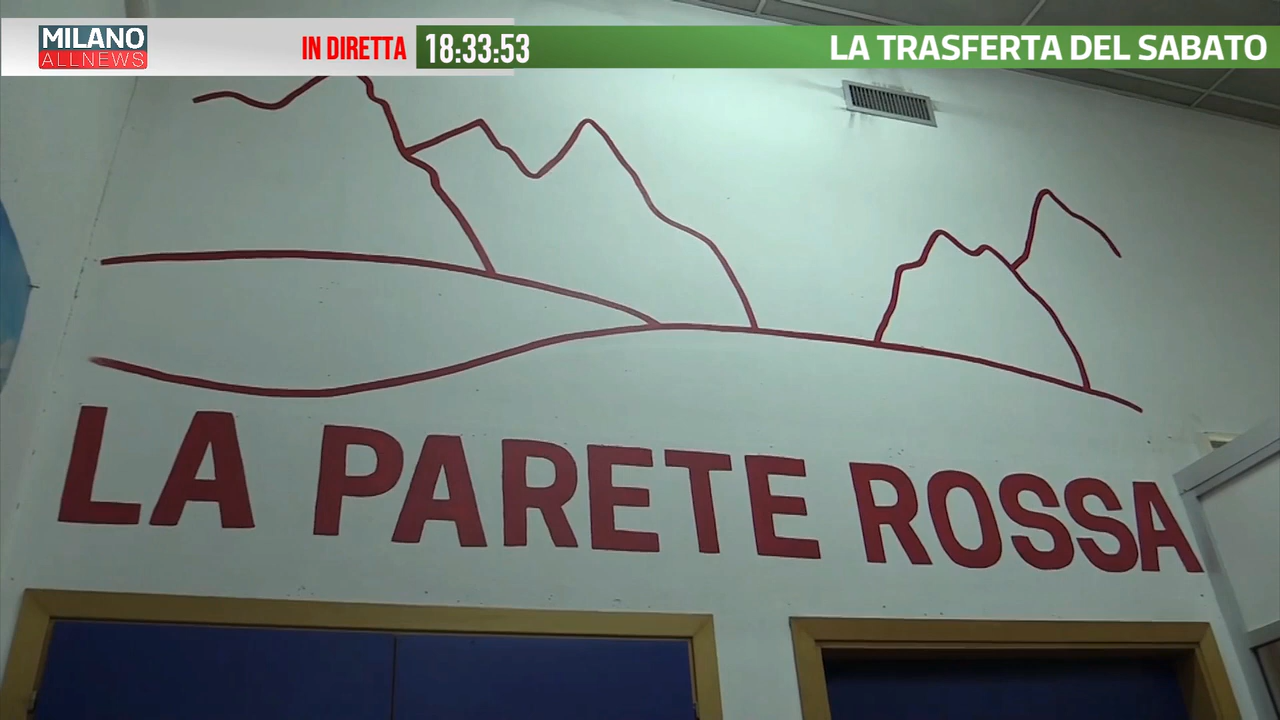 MILANO
ALLNEWS
IN DIRETTA
18:33:53
LA TRASFERTA DEL SABATO
LA PARETE ROSSA